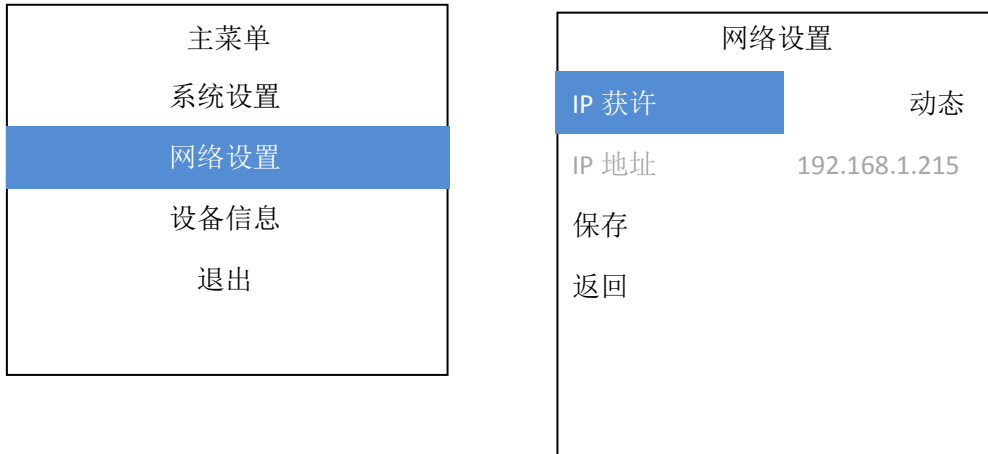 主菜单
系统设置
网络设置
设备信息
退出
网络设置
IP 获许 动态
IP 地址 192.168.1.215
保存
返回